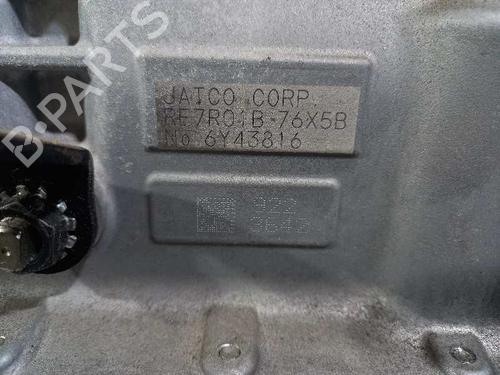 B-PARTS
JATCO CORP.
RE7R01B-76X5B
No.6Y43816
922
3642